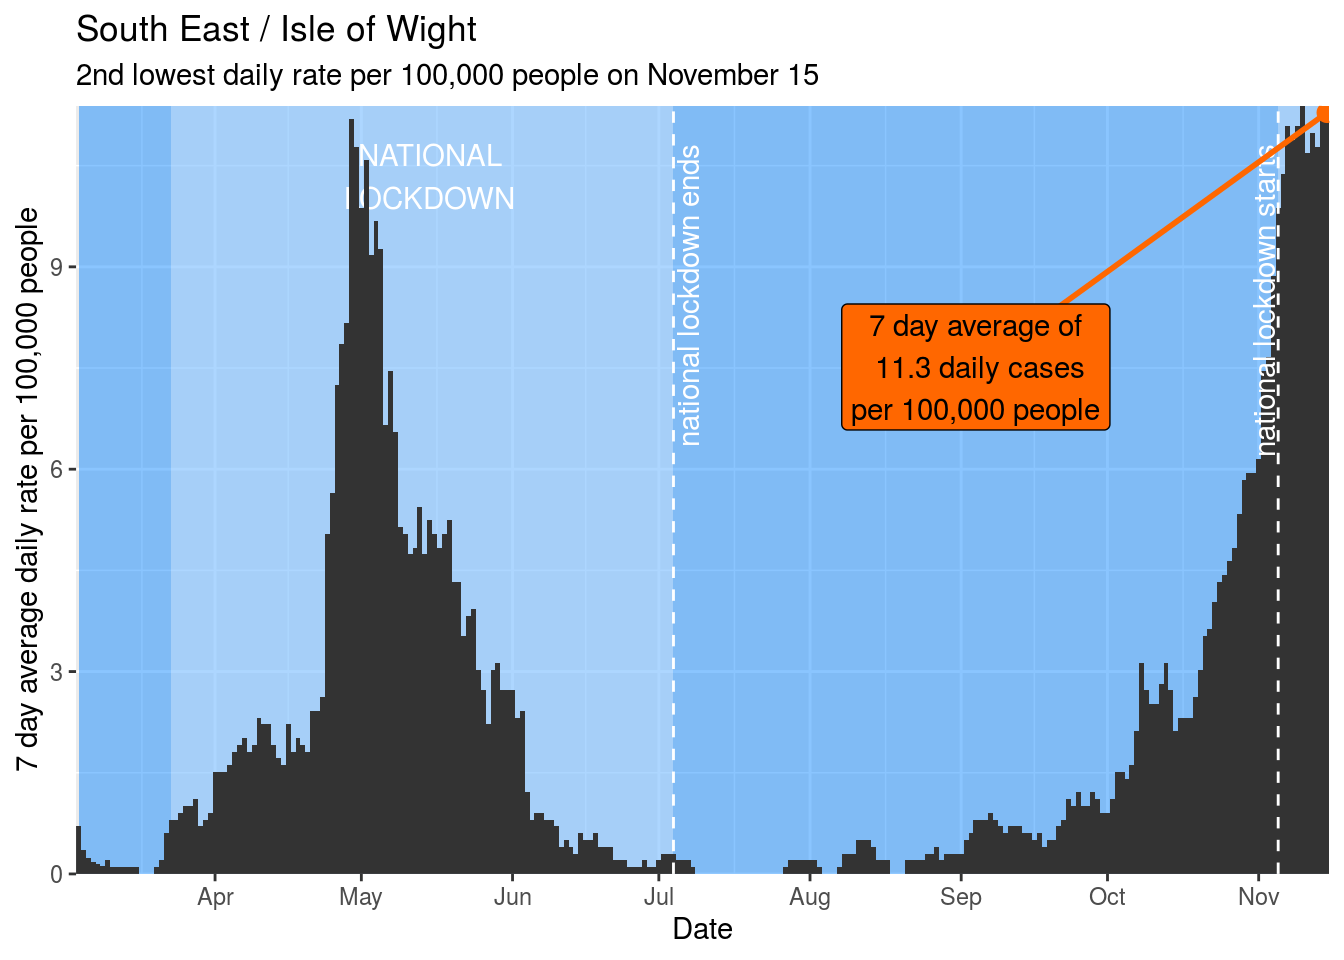 South East / Isle of Wight
2nd lowest daily rate per 100,000 people on November 15
NATIONAL
LOCKDOWN
national lockdown ends
national lockdown starts
7 day average of
11.3 daily cases
per 100,000 people
7 day average daily rate per 100,000 people
9
6
3
0
Apr
May
Jun
Jul
Aug
Sep
Oct
Nov
Date